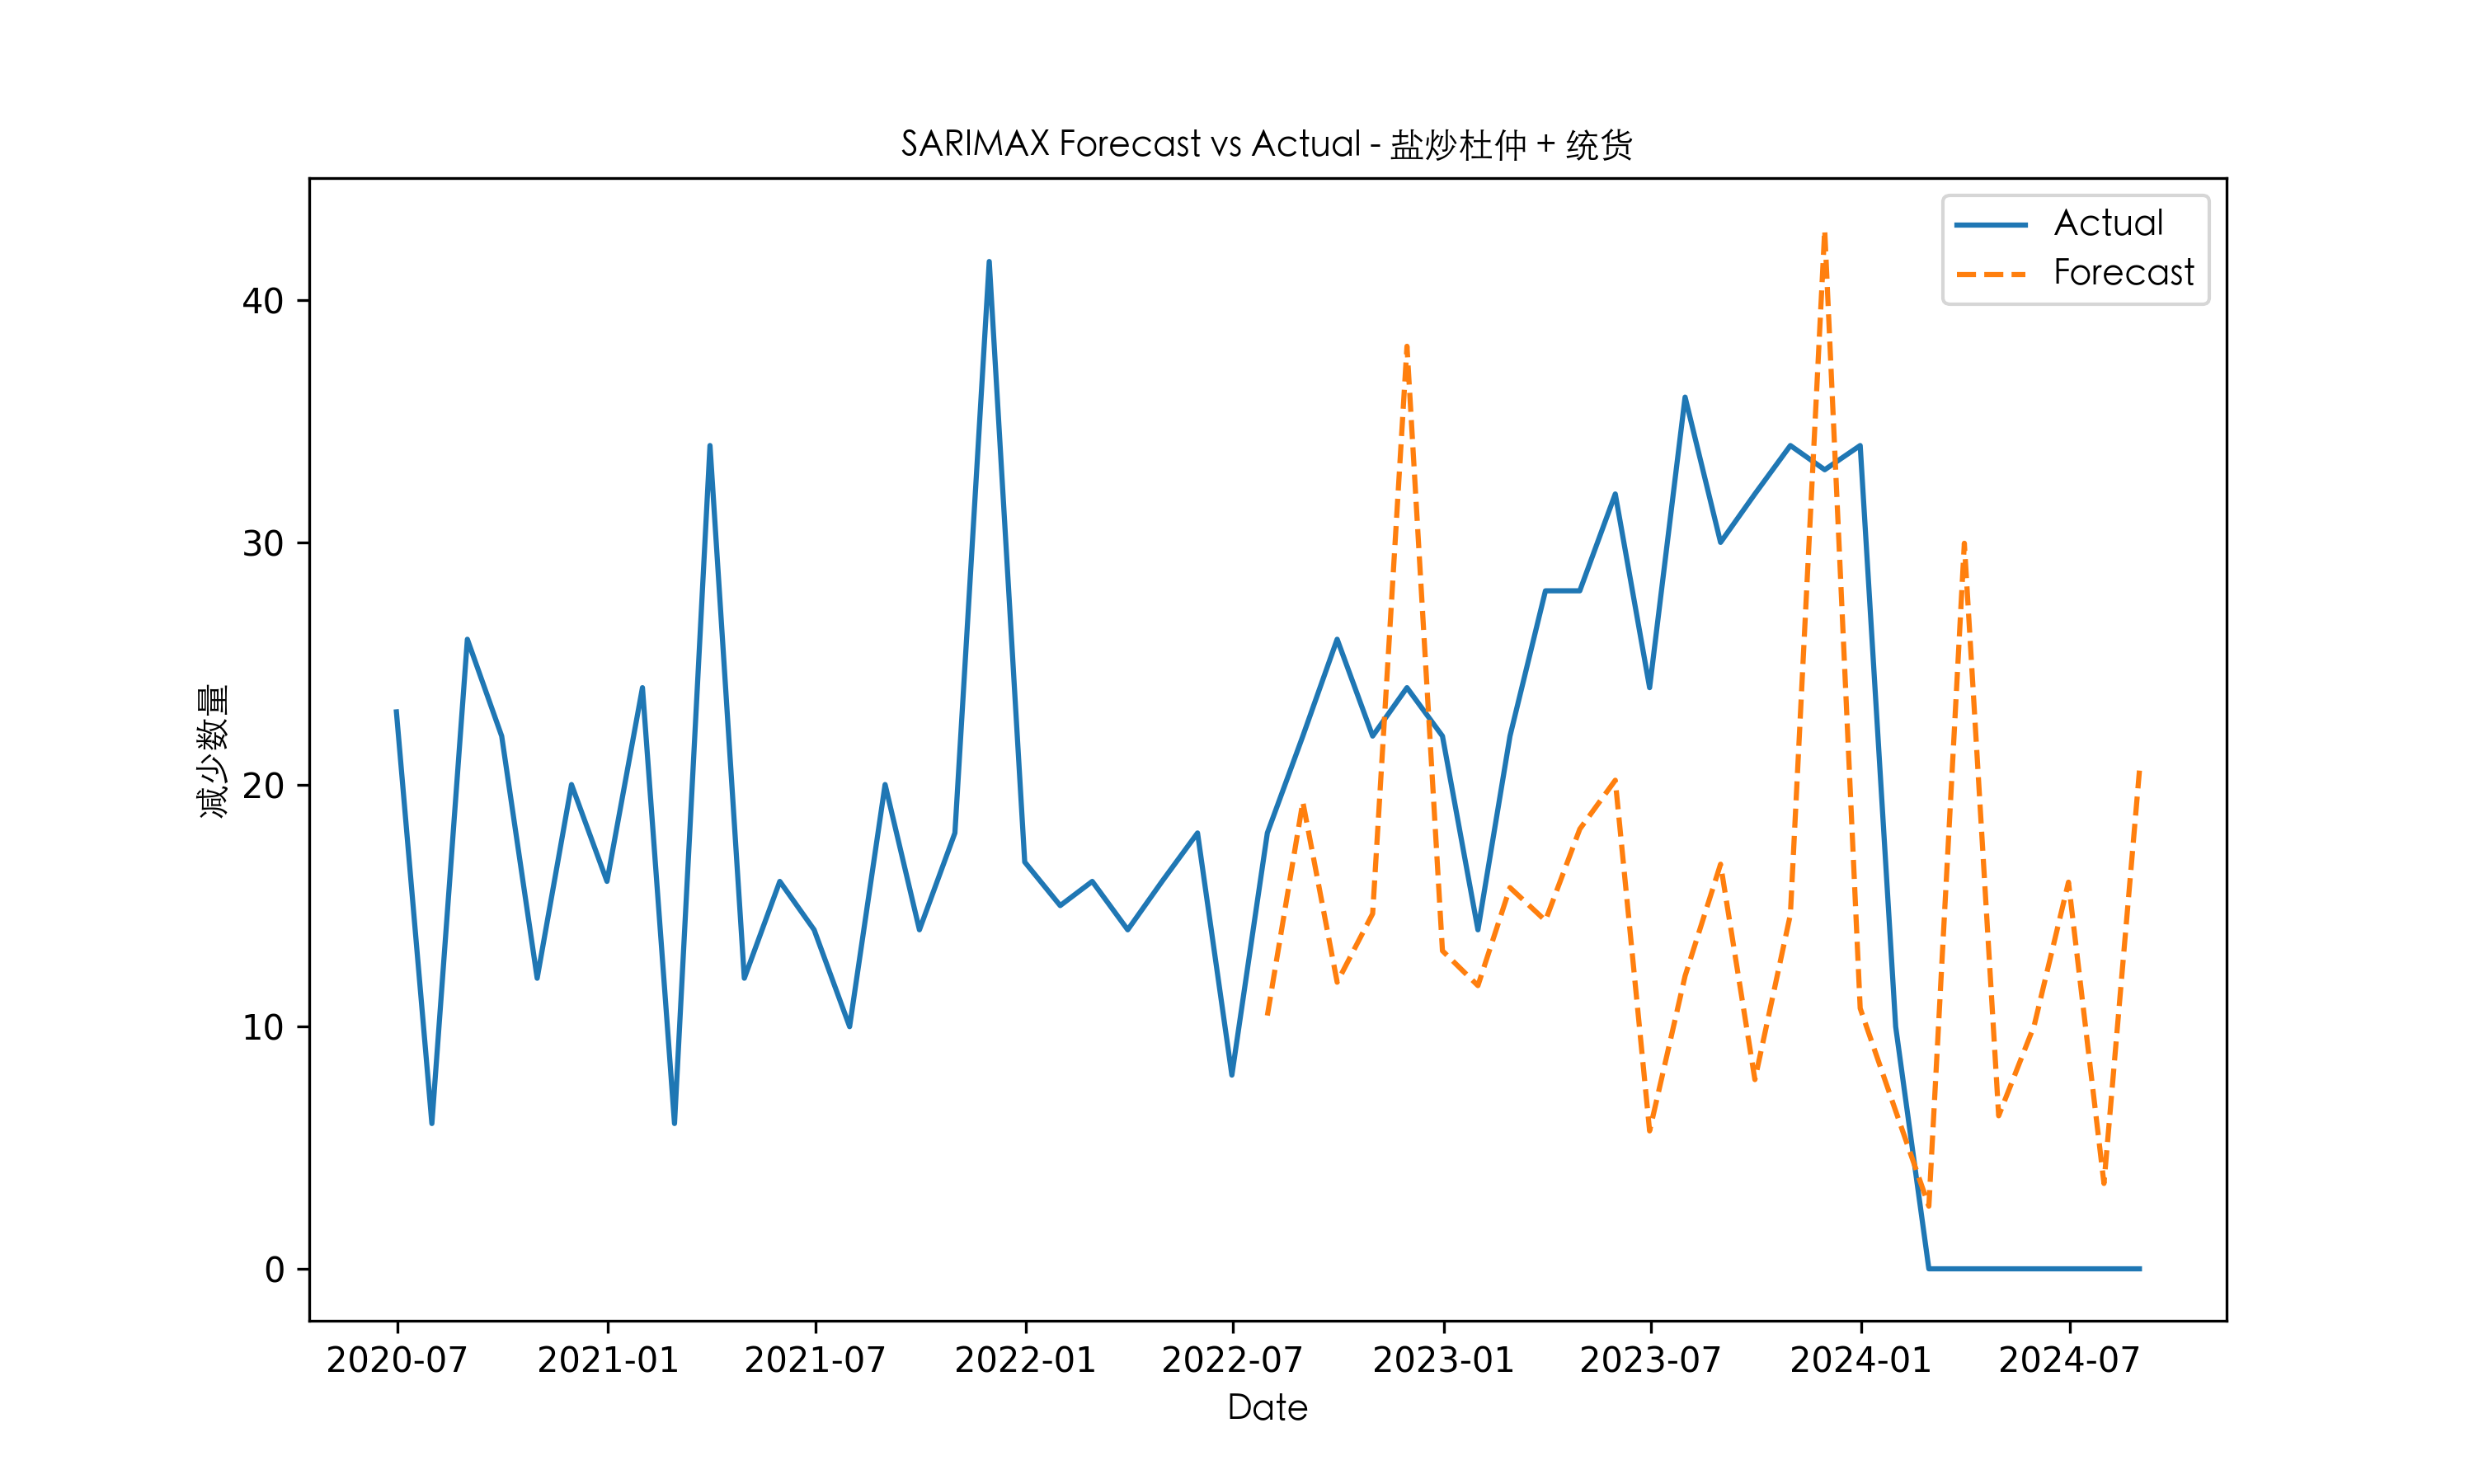 SARIMAX Forecast vs Actual - 盐炒杜仲 + 统货
Actual
Forecast
40
30
20
10
0
减少数量
2020-07 2021-01 2021-07 2022-01 2022-07 2023-01 2023-07 2024-01 2024-07
Date